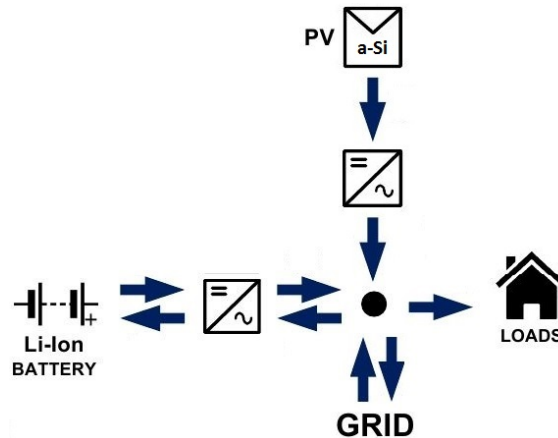 PV
a-Si
Li-Ion
BATTERY
LOADS
GRID